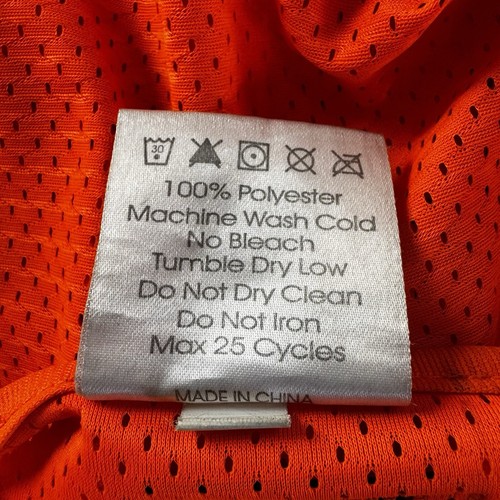 30
100% Polyester
Machine Wash Cold
No Bleach
Tumble Dry Low
Do Not Dry Clean
Do Not Iron
Max 25 Cycles
MADE IN CHINA